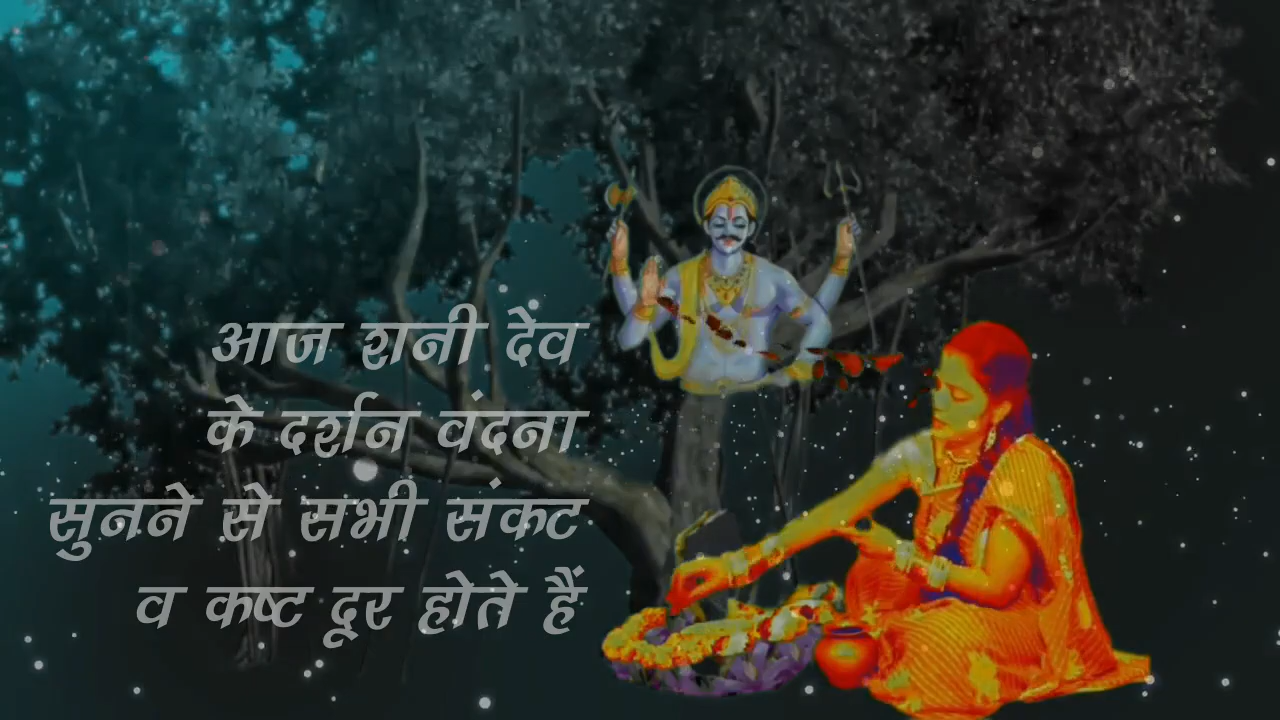 आज शनी देव
के दर्शन वंदना
सुनने से सभी संकट
व कष्ट दूर होते हैं